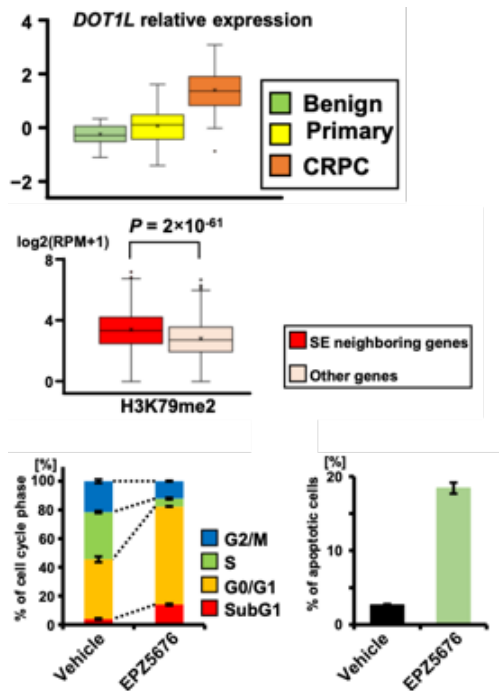 DOT1L relative expression
4
2
0
−2
Benign
Primary
CRPC
P = 2×10-61
log2(RPM+1)
8
4
0
H3K79me2
SE neighboring genes
Other genes
[%]
100
80
60
40
20
0
% of cell cycle phase
Vehicle
EPZ5676
G2/M
S
G0/G1
SubG1
[%]
20
10
0
% of apoptotic cells
Vehicle
EPZ5676